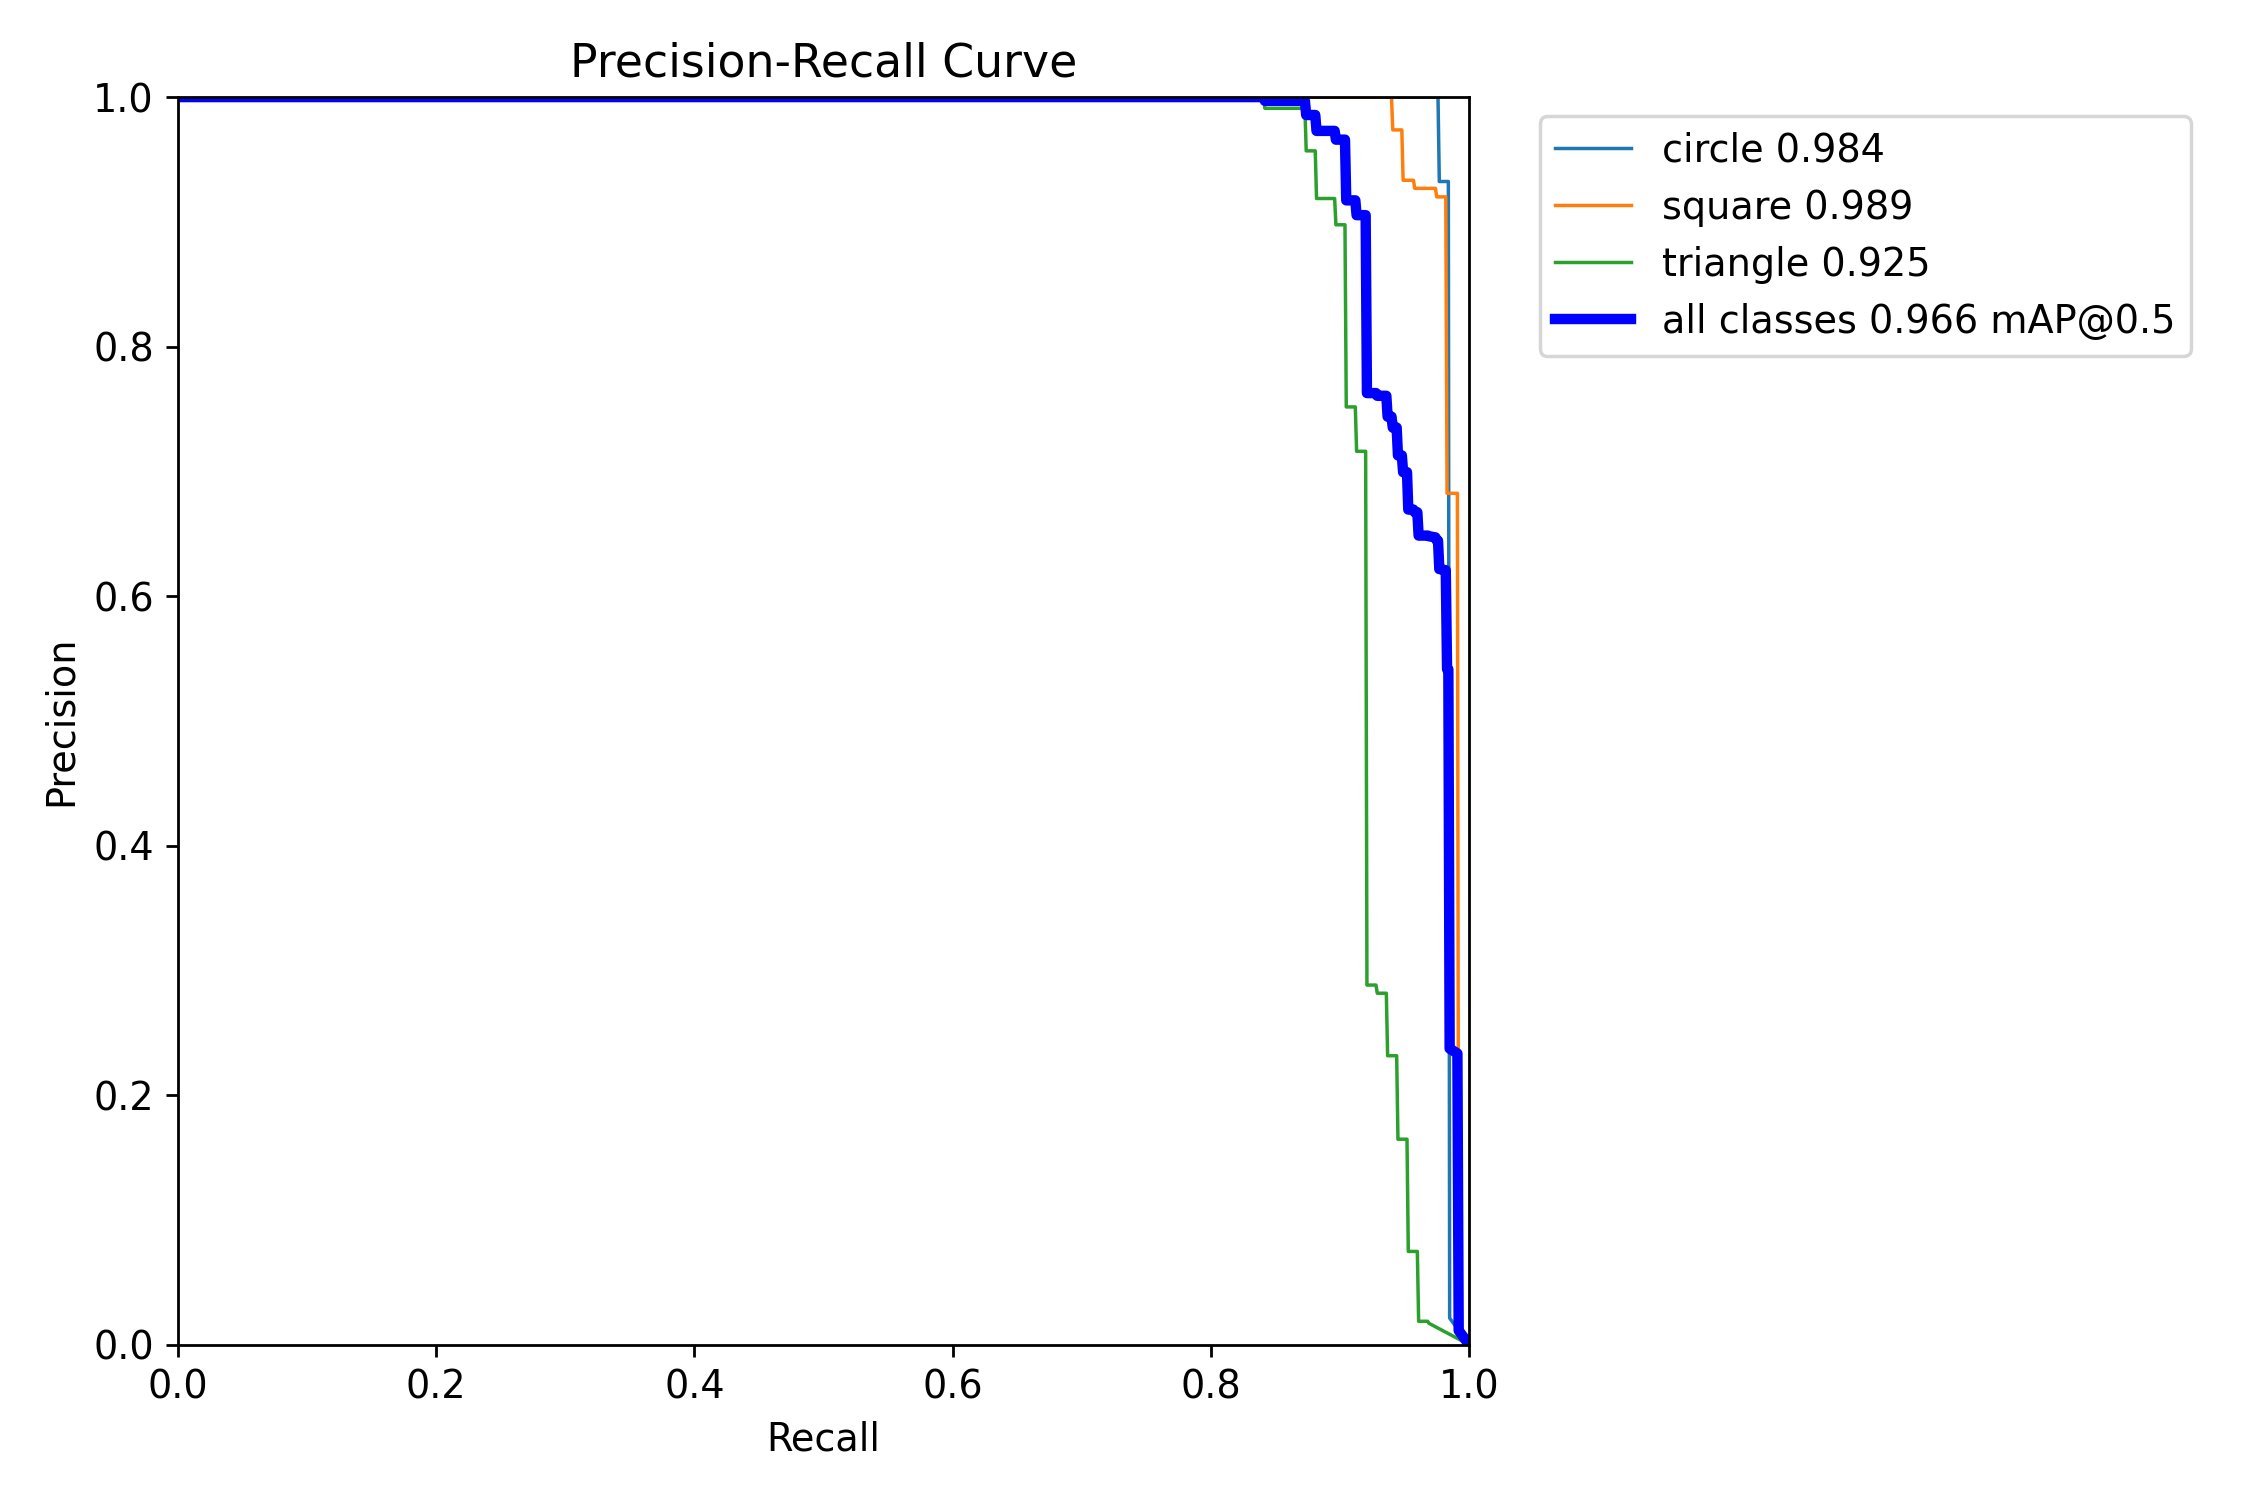 Precision-Recall Curve
1.0
0.8
0.6
0.4
0.2
0.0
Precision
0.0 0.2 0.4 0.6 0.8 1.0
Recall
circle 0.984
square 0.989
triangle 0.925
all classes 0.966 mAP@0.5